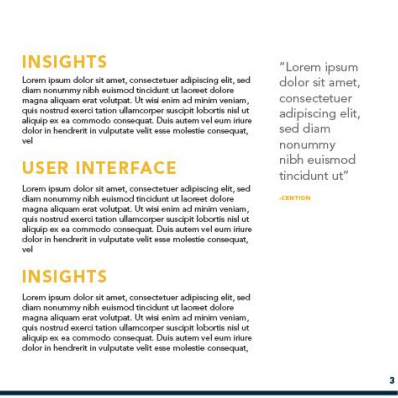 INSIGHTS
Lorem ipsum dolor sit amet, consectetuer adipiscing elit, sed
diam nonummy nibh euismod tincidunt ut laoreet dolore
magna aliquam erat volutpat. Ut wisi enim ad minim veniam,
quis nostrud exerci tation ullamcorper suscipit lobortis nisl ut
aliquip ex ea commodo consequat. Duis autem vel eum iriure
dolor in hendrerit in vulputate velit esse molestie consequat,
vel
USER INTERFACE
Lorem ipsum dolor sit amet, consectetuer adipiscing elit, sed
diam nonummy nibh euismod tincidunt ut laoreet dolore
magna aliquam erat volutpat. Ut wisi enim ad minim veniam,
quis nostrud exerci tation ullamcorper suscipit lobortis nisl ut
aliquip ex ea commodo consequat. Duis autem vel eum iriure
dolor in hendrerit in vulputate velit esse molestie consequat,
vel
INSIGHTS
Lorem ipsum dolor sit amet, consectetuer adipiscing elit, sed
diam nonummy nibh euismod tincidunt ut laoreet dolore
magna aliquam erat volutpat. Ut wisi enim ad minim veniam,
quis nostrud exerci tation ullamcorper suscipit lobortis nisl ut
aliquip ex ea commodo consequat. Duis autem vel eum iriure
dolor in hendrerit in vulputate velit esse molestie consequat,
"Lorem ipsum
dolor sit amet,
consectetuer
adipiscing elit,
sed diam
nonummy
nibh euismod
tincidunt ut"
-CENTION
3